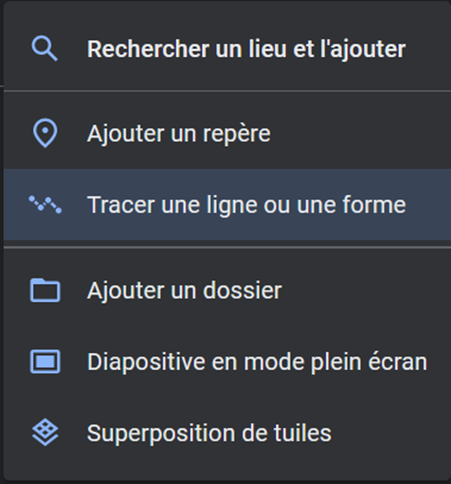 Rechercher un lieu et l'ajouter
Ajouter un repère
Tracer une ligne ou une forme
Ajouter un dossier
Diapositive en mode plein écran
Superposition de tuiles